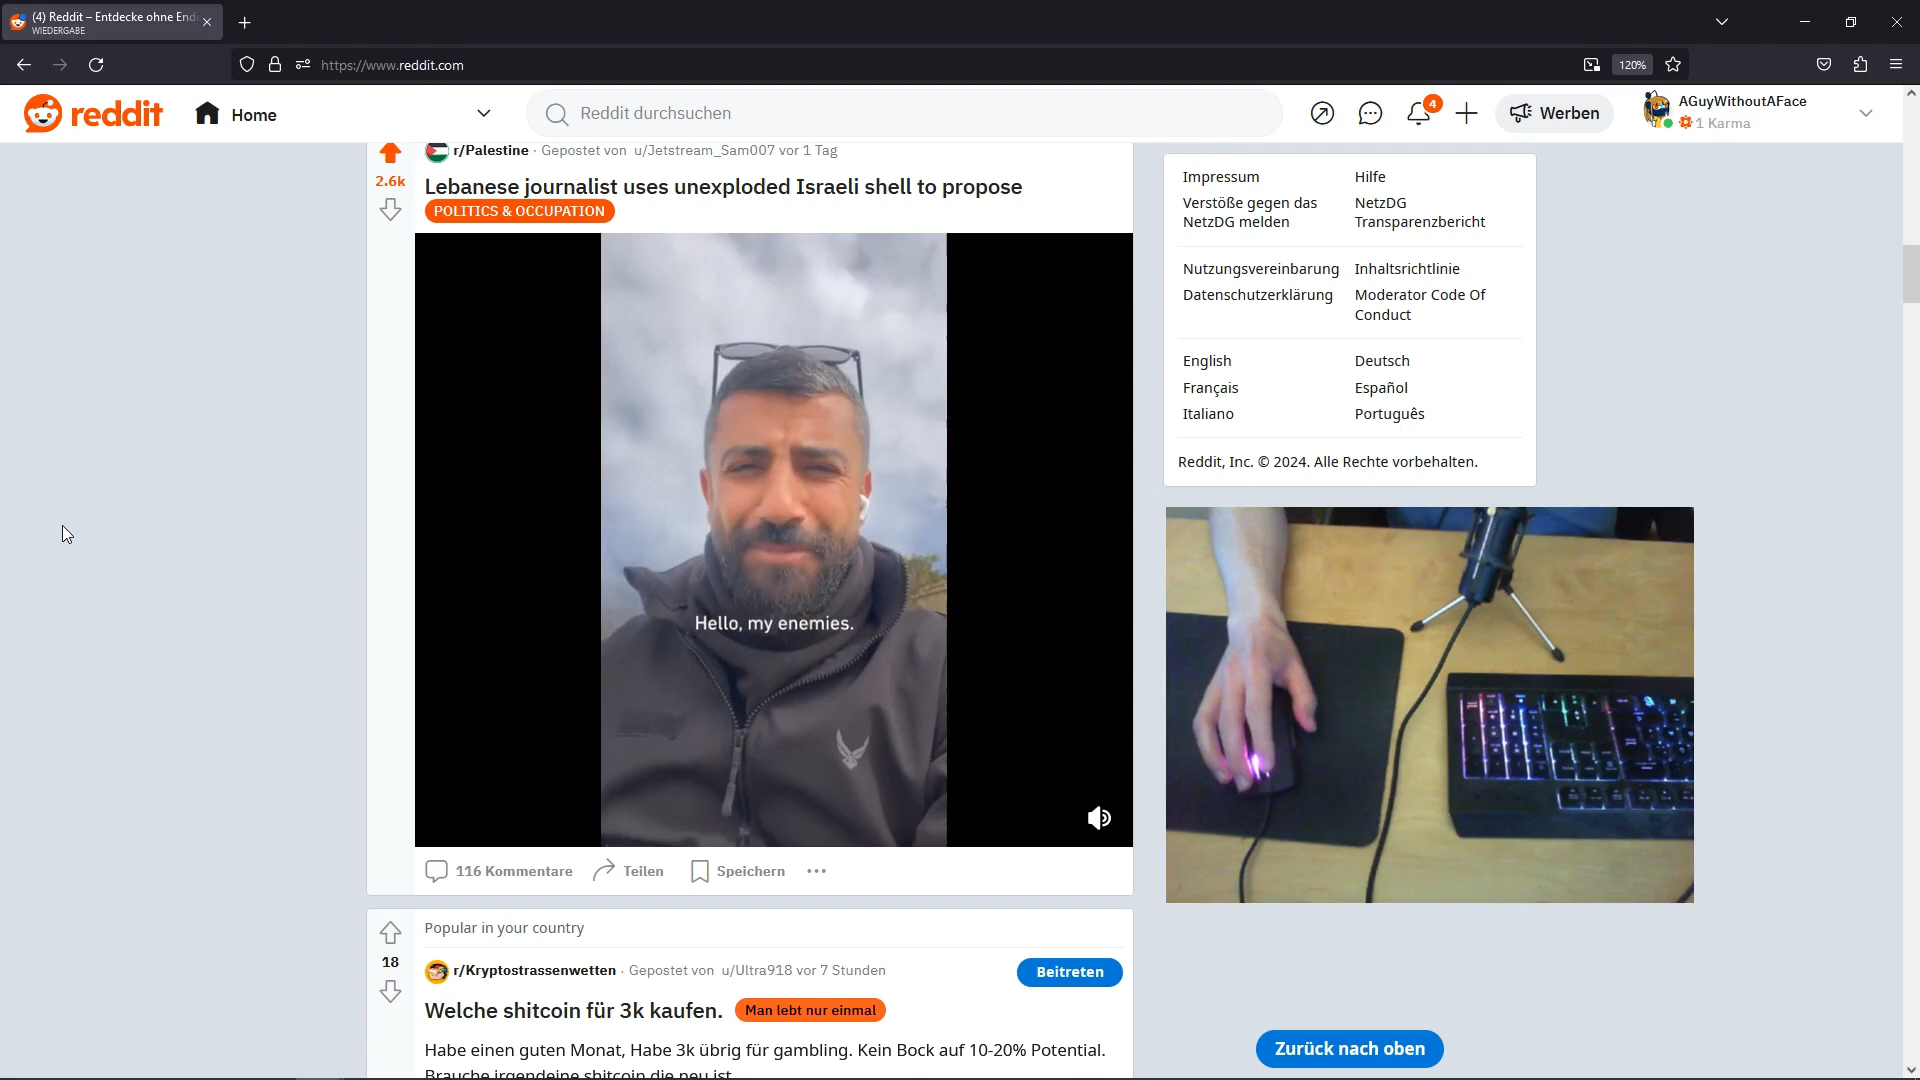 (4) Reddit – Entdecke ohne End
WIEDERGABE
https://www.reddit.com
120%
reddit
Home
Reddit durchsuchen
4
Werben
AGuyWithoutAFace
1 Karma
r/Palestine · Gepostet von u/Jetstream_Sam007 vor 1 Tag
2.6k
Lebanese journalist uses unexploded Israeli shell to propose
POLITICS & OCCUPATION
Hello, my enemies.
116 Kommentare
Teilen
Speichern
Popular in your country
18
r/Kryptostrassenwetten · Gepostet von u/Ultra918 vor 7 Stunden
Beitreten
Welche shitcoin für 3k kaufen.
Man lebt nur einmal
Habe einen guten Monat, Habe 3k übrig für gambling. Kein Bock auf 10-20% Potential.
Brauche irgendeine shitcoin die neu ist
Impressum
Hilfe
Verstöße gegen das
NetzDG melden
NetzDG
Transparenzbericht
Nutzungsvereinbarung
Inhaltsrichtlinie
Datenschutzerklärung
Moderator Code Of
Conduct
English
Deutsch
Français
Español
Italiano
Português
Reddit, Inc. © 2024. Alle Rechte vorbehalten.
Zurück nach oben